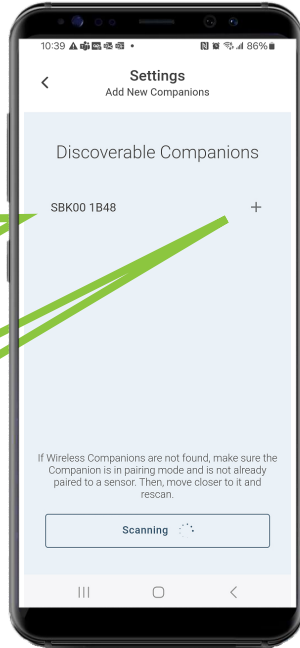 10:39
86%
Settings
Add New Companions
Discoverable Companions
SBK00 1B48 +
If Wireless Companions are not found, make sure the
Companion is in pairing mode and is not already
paired to a sensor. Then, move closer to it and
rescan.
Scanning